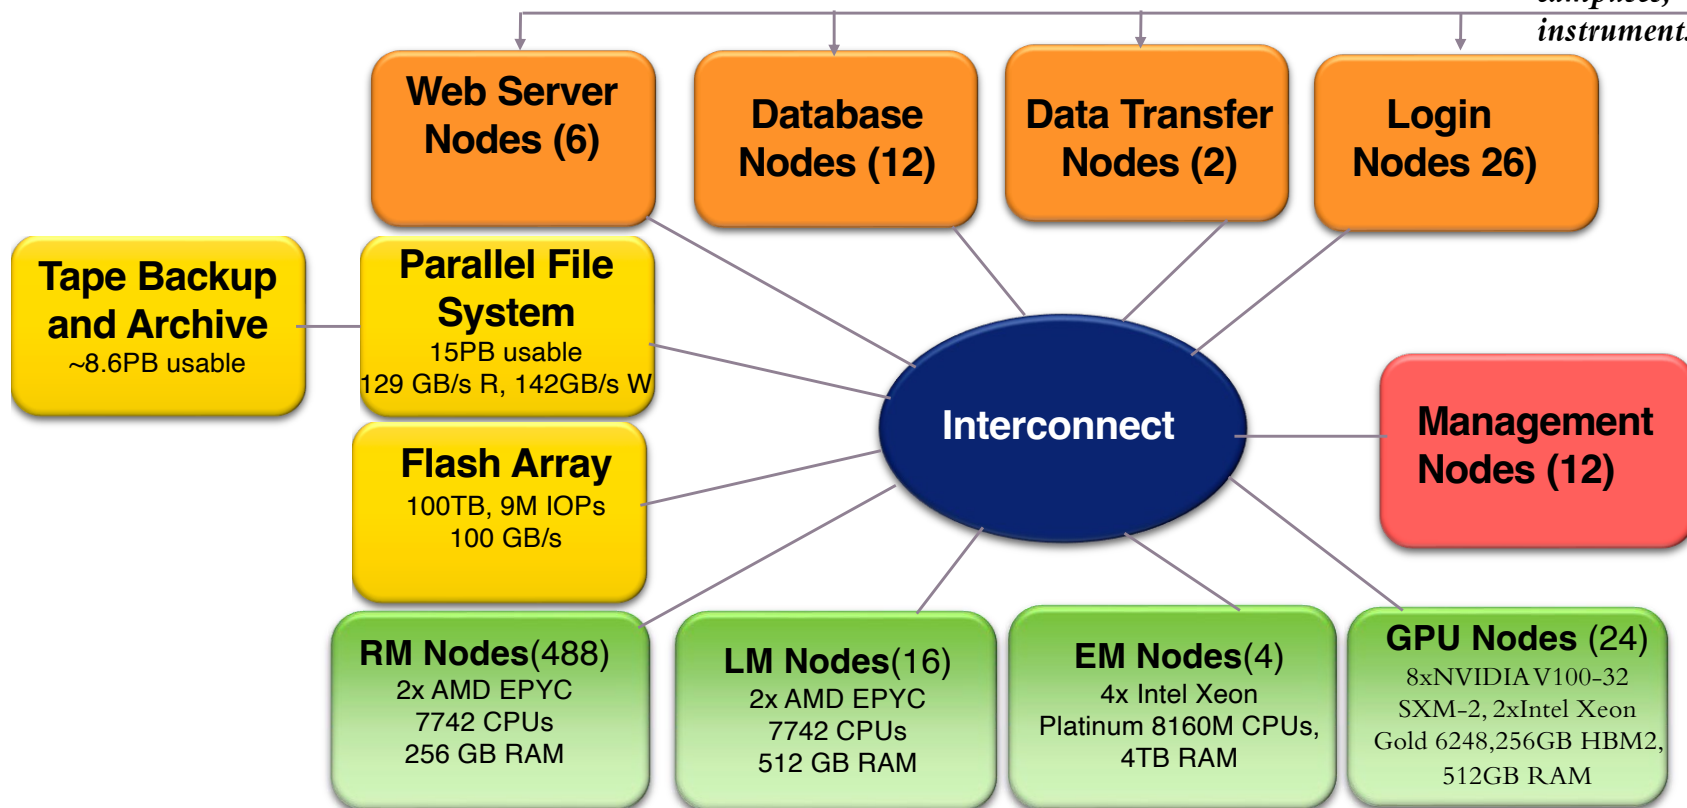 campuses,
instruments
Web Server
Nodes (6)
Database
Nodes (12)
Data Transfer
Nodes (2)
Login
Nodes 26)
Tape Backup
and Archive
~8.6PB usable
Parallel File
System
15PB usable
129 GB/s R, 142GB/s W
Interconnect
Management
Nodes (12)
Flash Array
100TB, 9M IOPs
100 GB/s
RM Nodes(488)
2x AMD EPYC
7742 CPUs
256 GB RAM
LM Nodes(16)
2x AMD EPYC
7742 CPUs
512 GB RAM
EM Nodes(4)
4x Intel Xeon
Platinum 8160M CPUs,
4TB RAM
GPU Nodes (24)
8xNVIDIA V100-32
SXM-2, 2xIntel Xeon
Gold 6248,256GB HBM2,
512GB RAM